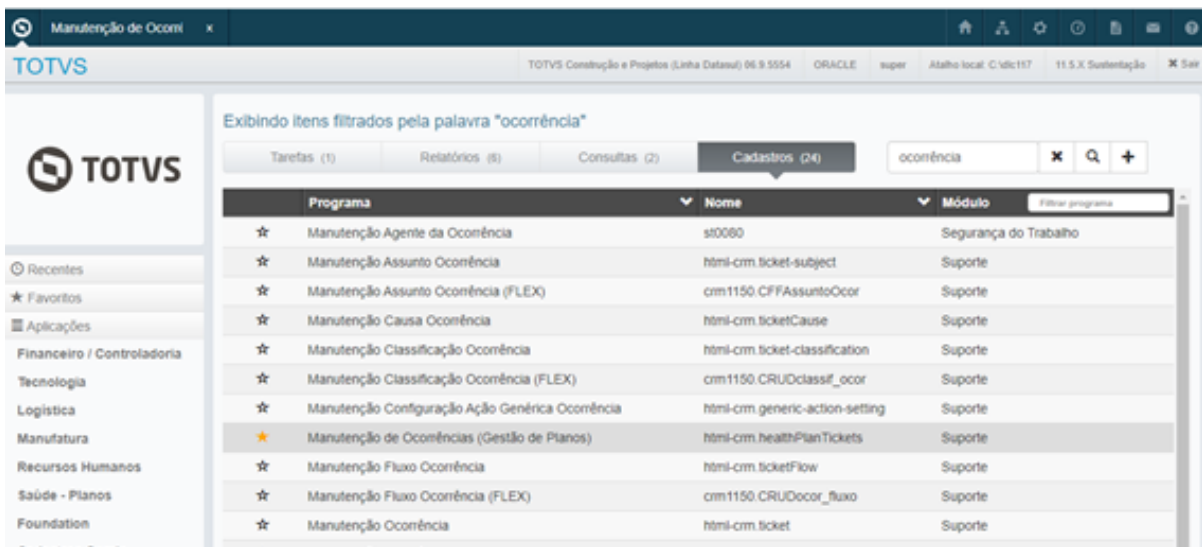 Manutenção de Ocorri ×
TOTVS
TOTVS Construção e Projetos (Linha Datasul) 06.9.5554 ORACLE super Atalho local: C:\dlc117 11.5.X Sustentação Sair
TOTVS
Exibindo itens filtrados pela palavra "ocorrência"
Tarefas (1) Relatórios (6) Consultas (2) Cadastros (24) ocorrência
Programa Nome Módulo Filtrar programa
Manutenção Agente da Ocorrência st0080 Segurança do Trabalho
Manutenção Assunto Ocorrência html-crm.ticket-subject Suporte
Manutenção Assunto Ocorrência (FLEX) crm1150.CFFAssuntoOcor Suporte
Manutenção Causa Ocorrência html-crm.ticketCause Suporte
Manutenção Classificação Ocorrência html-crm.ticket-classification Suporte
Manutenção Classificação Ocorrência (FLEX) crm1150.CRUDclassif_ocor Suporte
Manutenção Configuração Ação Genérica Ocorrência html-crm.generic-action-setting Suporte
Manutenção de Ocorrências (Gestão de Planos) html-crm.healthPlanTickets Suporte
Manutenção Fluxo Ocorrência html-crm.ticketFlow Suporte
Manutenção Fluxo Ocorrência (FLEX) crm1150.CRUDocor_fluxo Suporte
Manutenção Ocorrência html-crm.ticket Suporte
Recentes
Favoritos
Aplicações
Financeiro / Controladoria
Tecnologia
Logística
Manufatura
Recursos Humanos
Saúde - Planos
Foundation